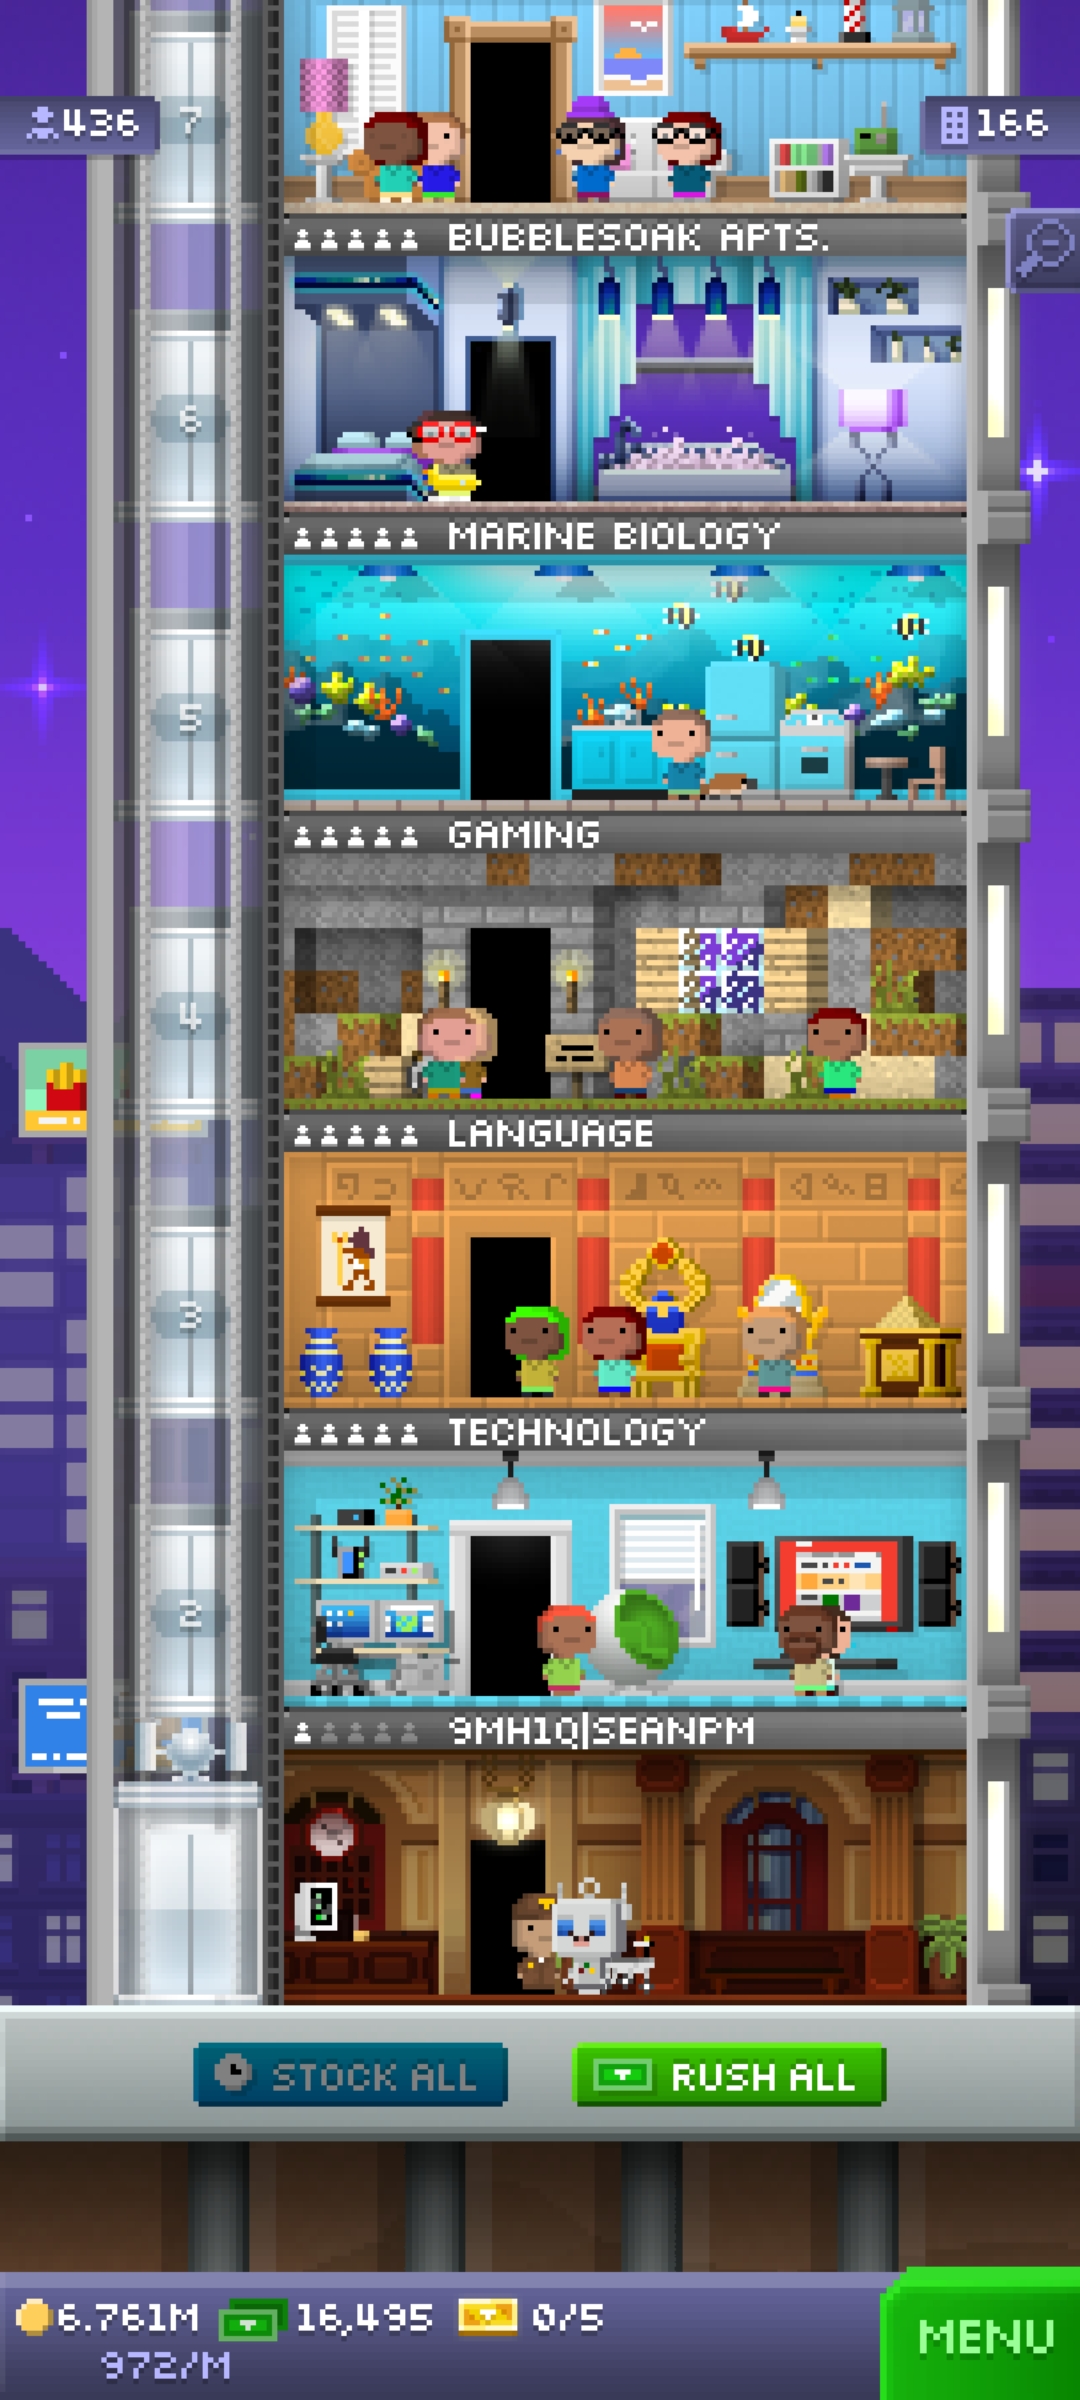 436
7
166
BUBBLESOAK APTS.
6
MARINE BIOLOGY
5
GAMING
4
LANGUAGE
3
TECHNOLOGY
2
9MH1Q|SEANPM
STOCK ALL
RUSH ALL
6.761M
16,495
0/5
972/M
MENU